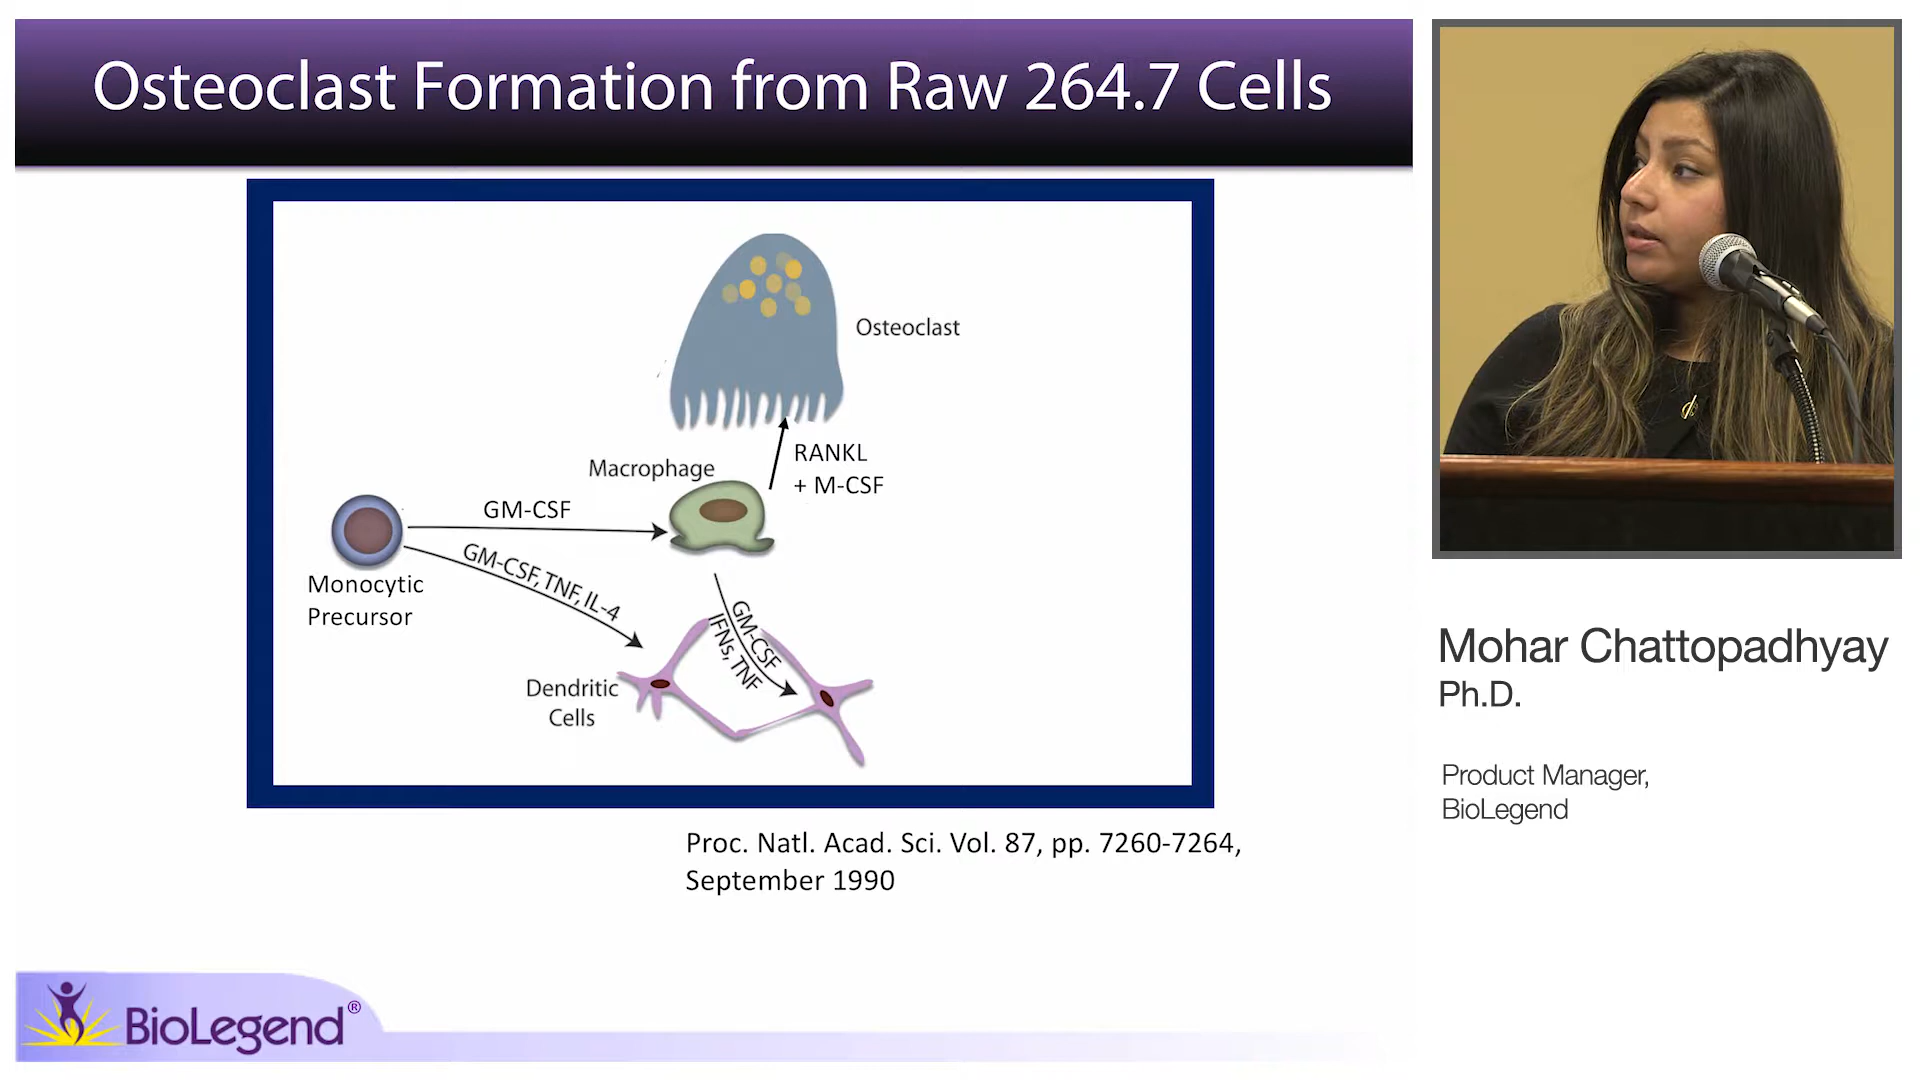 Osteoclast Formation from Raw 264.7 Cells
Osteoclast
RANKL
+ M-CSF
Macrophage
GM-CSF
GM-CSF, TNF, IL-4
Monocytic
Precursor
GM-CSF
IFNs, TNF
Dendritic
Cells
Proc. Natl. Acad. Sci. Vol. 87, pp. 7260-7264,
September 1990
BioLegend®
Mohar Chattopadhyay
Ph.D.
Product Manager,
BioLegend